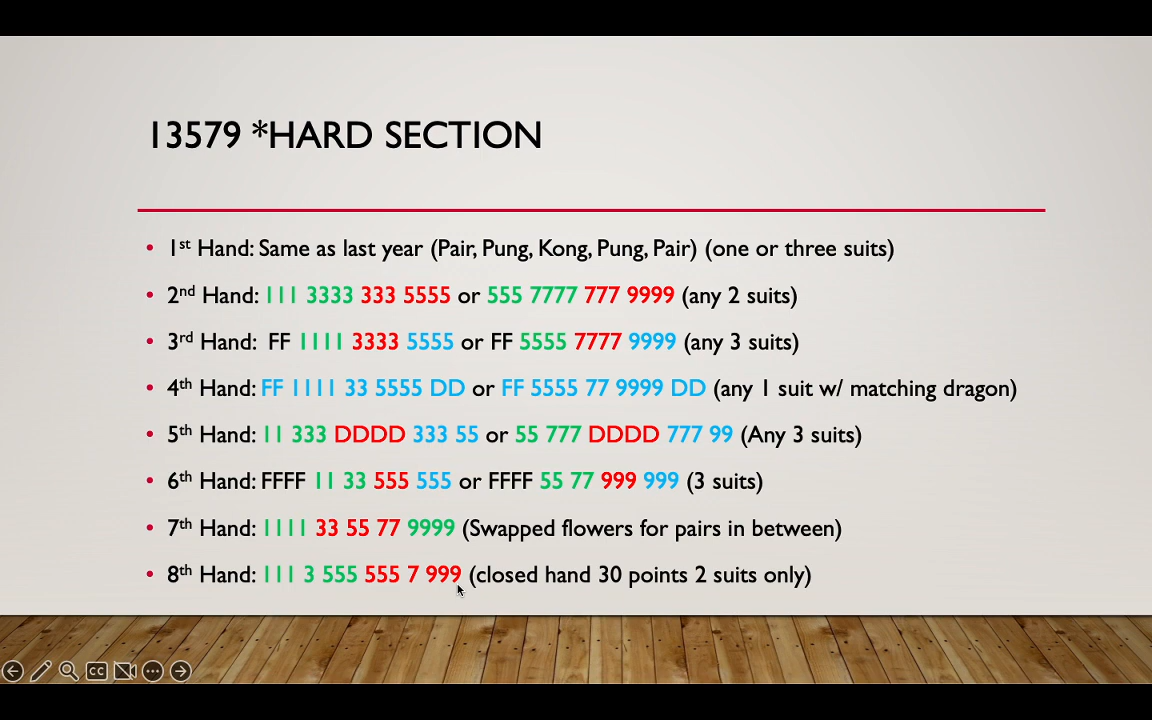 13579 *HARD SECTION
• 1st Hand: Same as last year (Pair, Pung, Kong, Pung, Pair) (one or three suits)
• 2nd Hand: 111 3333 333 5555 or 555 7777 777 9999 (any 2 suits)
• 3rd Hand: FF 1111 3333 5555 or FF 5555 7777 9999 (any 3 suits)
• 4th Hand: FF 1111 33 5555 DD or FF 5555 77 9999 DD (any 1 suit w/ matching dragon)
• 5th Hand: 11 333 DDDD 333 55 or 55 777 DDDD 777 99 (Any 3 suits)
• 6th Hand: FFFF 11 33 555 555 or FFFF 55 77 999 999 (3 suits)
• 7th Hand: 1111 33 55 77 9999 (Swapped flowers for pairs in between)
• 8th Hand: 111 3 555 555 7 999 (closed hand 30 points 2 suits only)
CC